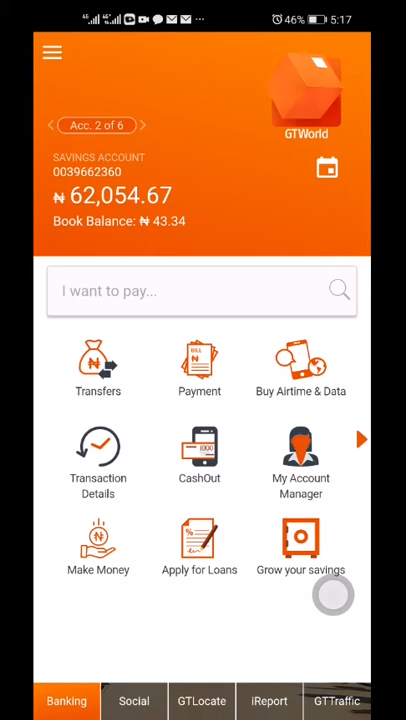 46% 5:17
GTWorld
Acc. 2 of 6
SAVINGS ACCOUNT
0039662360
₦ 62,054.67
Book Balance: ₦ 43.34
I want to pay...
BILL
N
₦
1000
Transfers
Payment
Buy Airtime & Data
Transaction
Details
CashOut
My Account
Manager
%
Make Money
Apply for Loans
Grow your savings
Banking
Social
GTLocate
iReport
GTTraffic